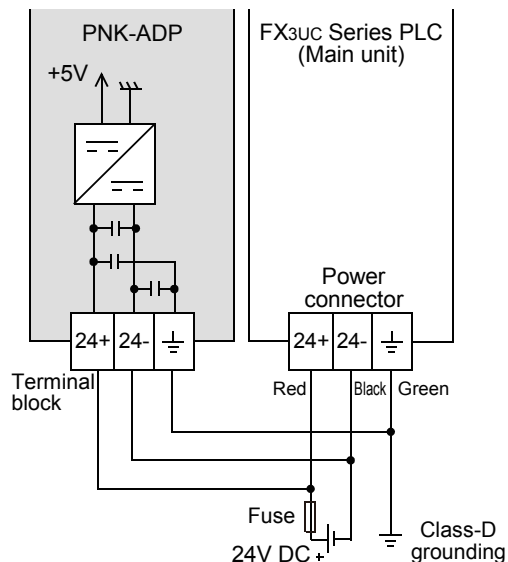 PNK-ADP
FX3UC Series PLC
(Main unit)
+5V
Power
connector
24+ 24-
24+ 24-
Terminal
block
Red Black Green
Fuse
24V DC +
Class-D
grounding